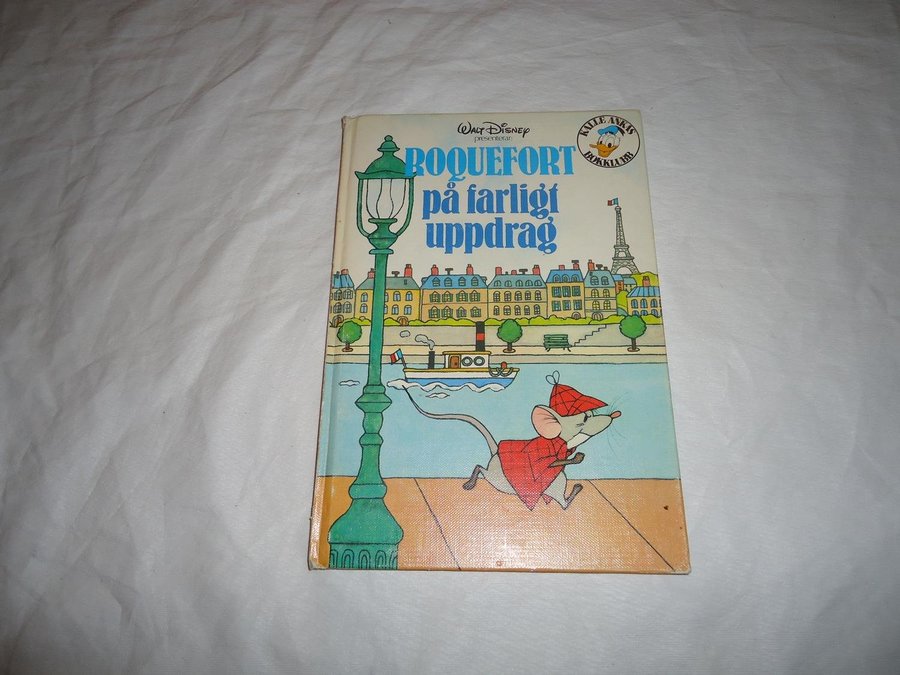 WALT DISNEY
presenterar
ROQUEFORT
på farligt
uppdrag
KALLE ANKAS
BOKKLUBB